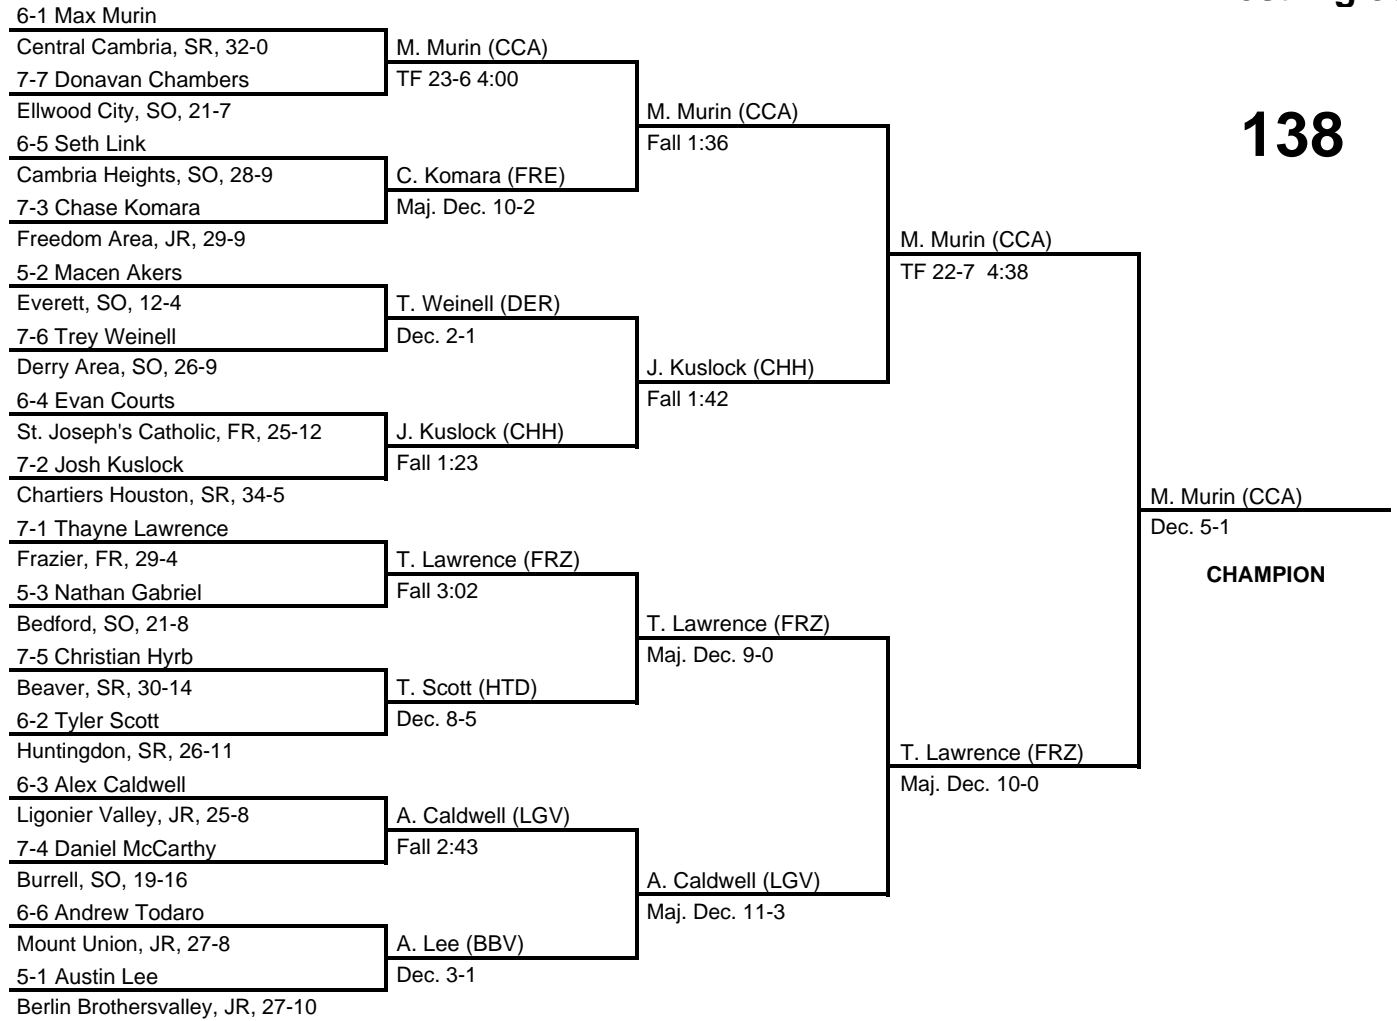 6-1 Max Murin
Central Cambria, SR, 32-0
7-7 Donavan Chambers
Ellwood City, SO, 21-7
6-5 Seth Link
Cambria Heights, SO, 28-9
7-3 Chase Komara
Freedom Area, JR, 29-9
5-2 Macen Akers
Everett, SO, 12-4
7-6 Trey Weinell
Derry Area, SO, 26-9
6-4 Evan Courts
St. Joseph's Catholic, FR, 25-12
7-2 Josh Kuslock
Chartiers Houston, SR, 34-5
7-1 Thayne Lawrence
Frazier, FR, 29-4
5-3 Nathan Gabriel
Bedford, SO, 21-8
7-5 Christian Hyrb
Beaver, SR, 30-14
6-2 Tyler Scott
Huntingdon, SR, 26-11
6-3 Alex Caldwell
Ligonier Valley, JR, 25-8
7-4 Daniel McCarthy
Burrell, SO, 19-16
6-6 Andrew Todaro
Mount Union, JR, 27-8
5-1 Austin Lee
Berlin Brothersvalley, JR, 27-10
M. Murin (CCA)
TF 23-6 4:00
C. Komara (FRE)
Maj. Dec. 10-2
T. Weinell (DER)
Dec. 2-1
J. Kuslock (CHH)
Fall 1:23
T. Lawrence (FRZ)
Fall 3:02
T. Scott (HTD)
Dec. 8-5
A. Caldwell (LGV)
Fall 2:43
A. Lee (BBV)
Dec. 3-1
M. Murin (CCA)
Fall 1:36
J. Kuslock (CHH)
Fall 1:42
T. Lawrence (FRZ)
Maj. Dec. 9-0
A. Caldwell (LGV)
Maj. Dec. 11-3
M. Murin (CCA)
TF 22-7 4:38
T. Lawrence (FRZ)
Maj. Dec. 10-0
138
M. Murin (CCA)
Dec. 5-1
CHAMPION